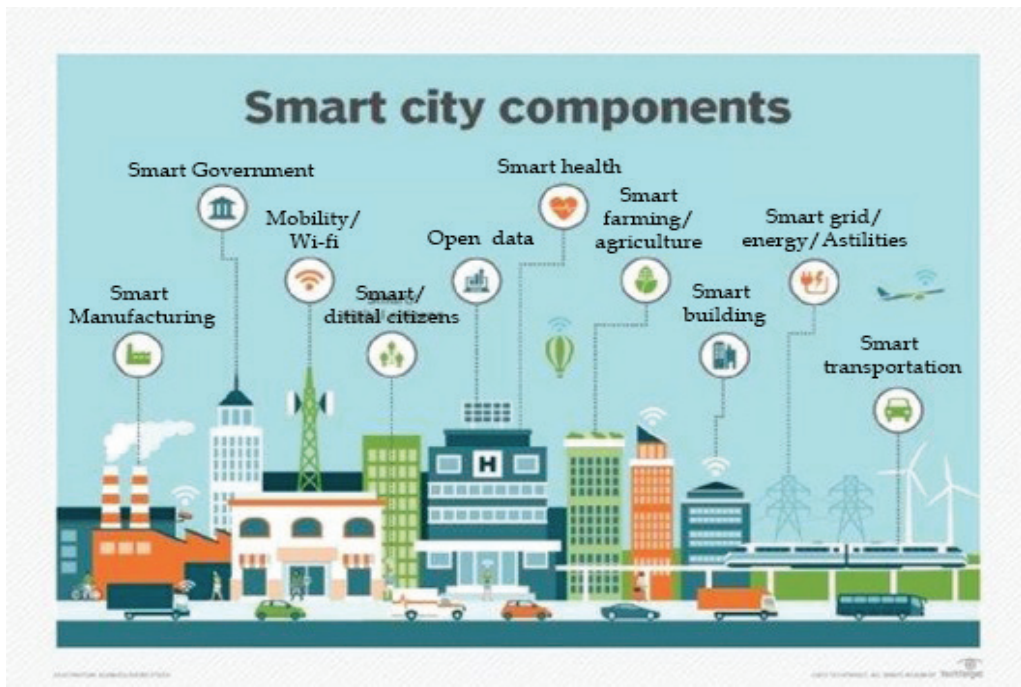 Smart city components
Smart Government
Smart health
Mobility/
Wi-fi
Open data
Smart
farming/
agriculture
Smart grid/
energy/Astilities
Smart
Manufacturing
Smart/
ditital citizens
Smart
building
Smart
transportation
H
TechTarget